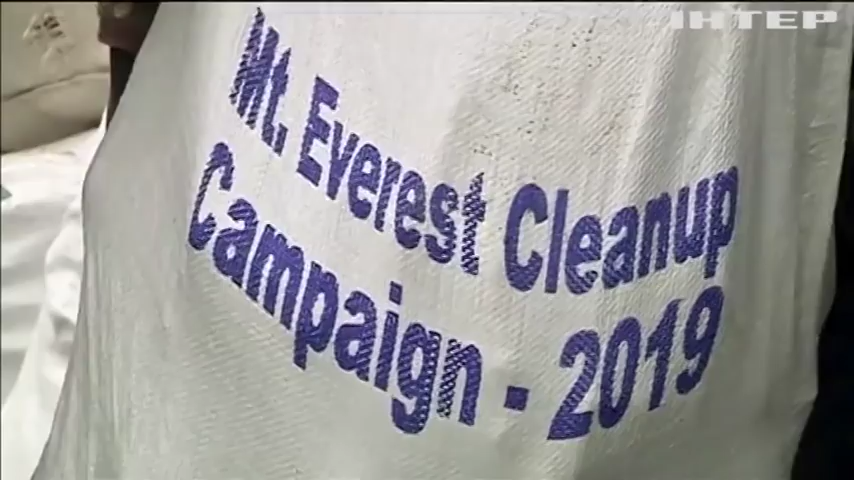 ІНТЕР
Mt. Everest Cleanup
Campaign - 2019